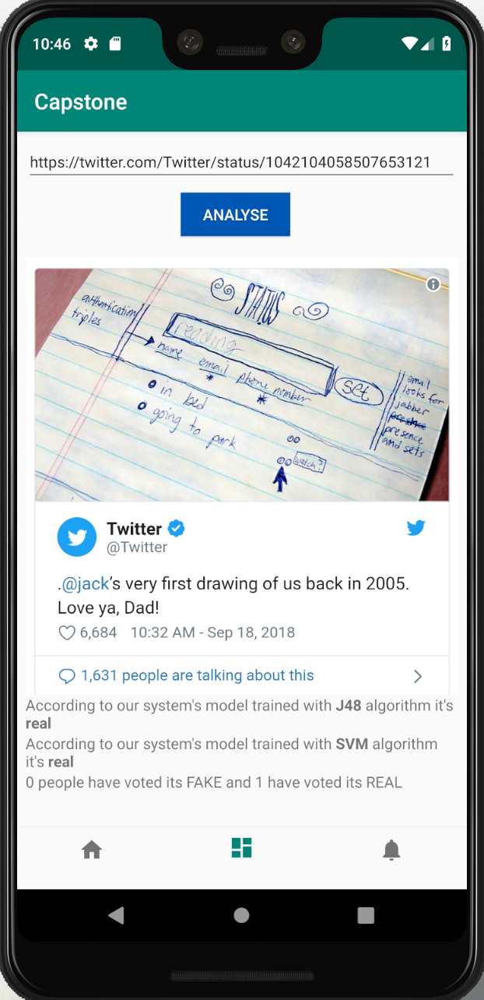 10:46
Capstone
https://twitter.com/Twitter/status/1042104058507653121
ANALYSE
STATUS
authentication
triples
reading
name email phone number
set
in bed
going to park
watch?
email
looks for
jabber
presence
and sets
Twitter
@Twitter
.@jack's very first drawing of us back in 2005.
Love ya, Dad!
6,684 10:32 AM - Sep 18, 2018
1,631 people are talking about this
According to our system's model trained with J48 algorithm it's
real
According to our system's model trained with SVM algorithm
it's real
0 people have voted its FAKE and 1 have voted its REAL